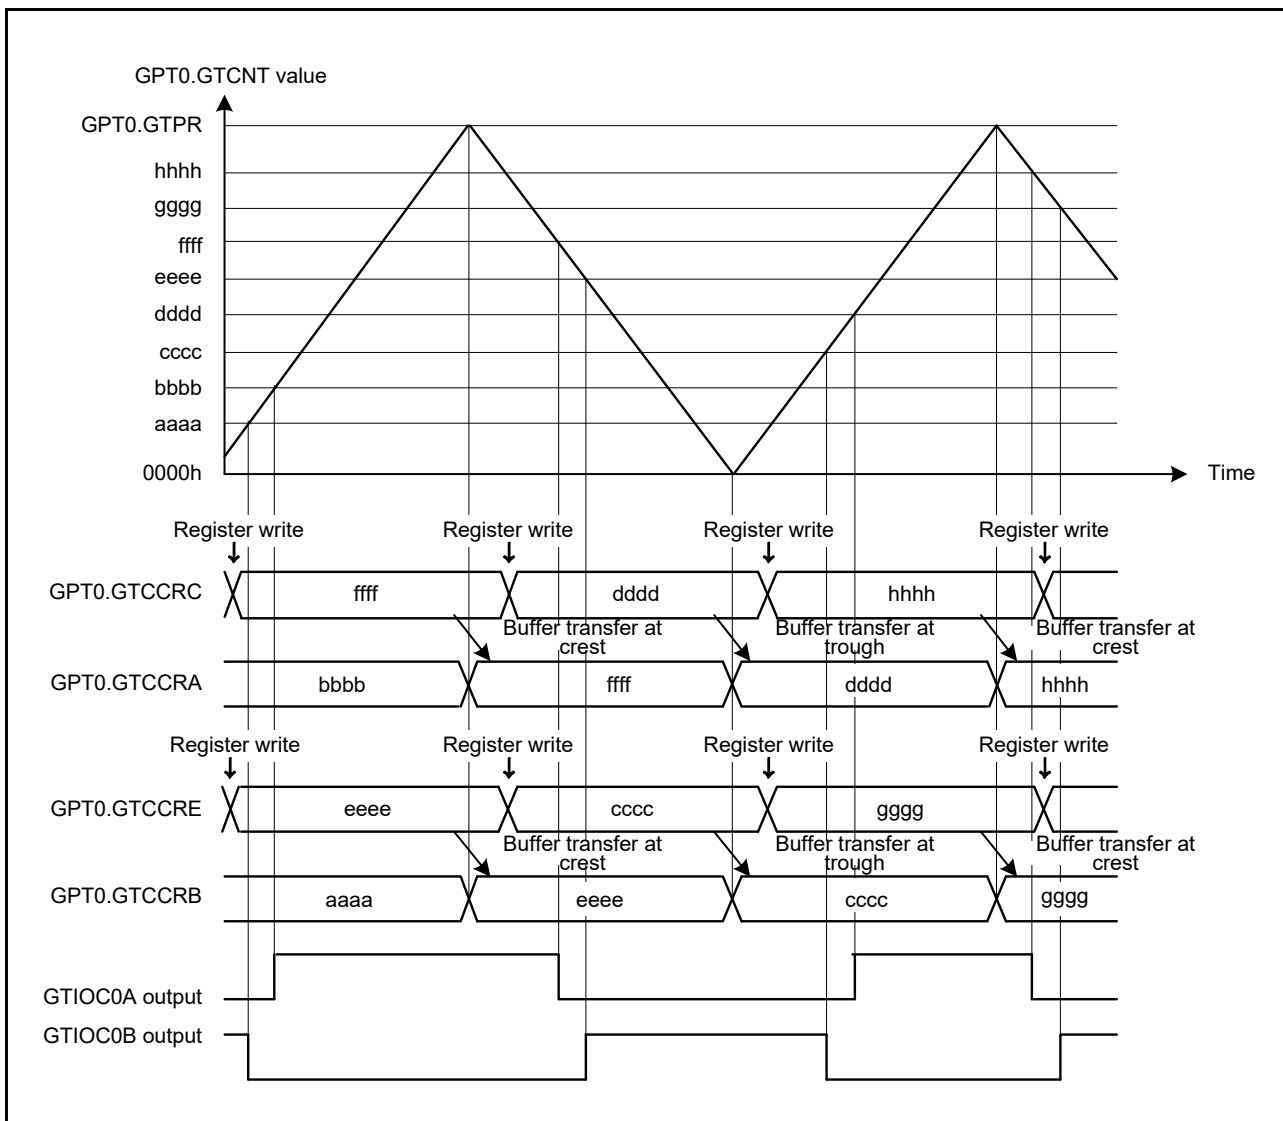 GPT0.GTCNT value
GPT0.GTPR
hhhh
gggg
ffff
eeee
dddd
cccc
bbbb
aaaa
0000h
Time
Register write Register write Register write Register write
GPT0.GTCCRC ffff dddd hhhh
Buffer transfer at crest Buffer transfer at trough Buffer transfer at crest
GPT0.GTCCRA bbbb ffff dddd hhhh
Register write Register write Register write Register write
GPT0.GTCCRE eeee cccc gggg
Buffer transfer at crest Buffer transfer at trough Buffer transfer at crest
GPT0.GTCCRB aaaa eeee cccc gggg
GTIOC0A output
GTIOC0B output